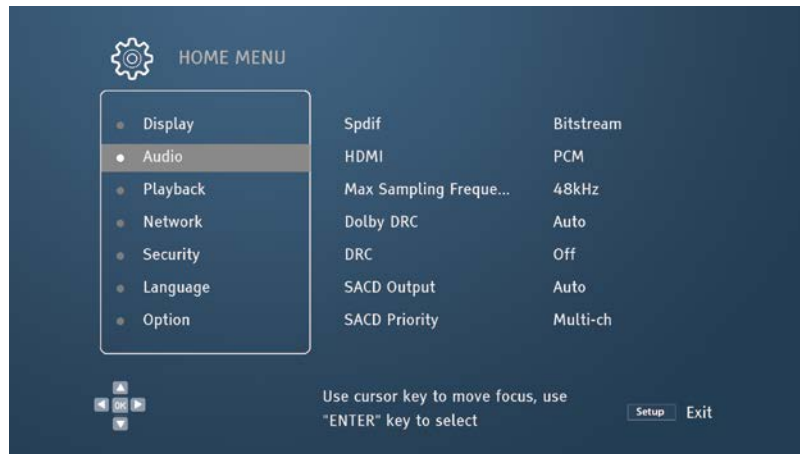 HOME MENU
Display
Audio
Playback
Network
Security
Language
Option
Spdif Bitstream
HDMI PCM
Max Sampling Freque... 48kHz
Dolby DRC Auto
DRC Off
SACD Output Auto
SACD Priority Multi-ch
OK
Use cursor key to move focus, use
"ENTER" key to select
Setup Exit